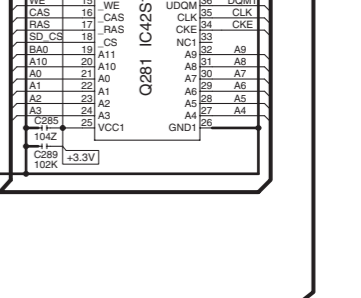 WE 15 _WE UDQM 36 DQM1
CAS 16 _CAS CLK 35 CLK
RAS 17 _RAS CKE 34 CKE
SD_CS 18 _CS NC1 33
BA0 19 A11 A9 32 A9
A10 20 A10 A8 31 A8
A0 21 A0 A7 30 A7
A1 22 A1 A6 29 A6
A2 23 A2 A5 28 A5
A3 24 A3 A4 27 A4
25 VCC1 GND1 26
Q281 IC42S1
C285
104Z
C289
102K
+3.3V